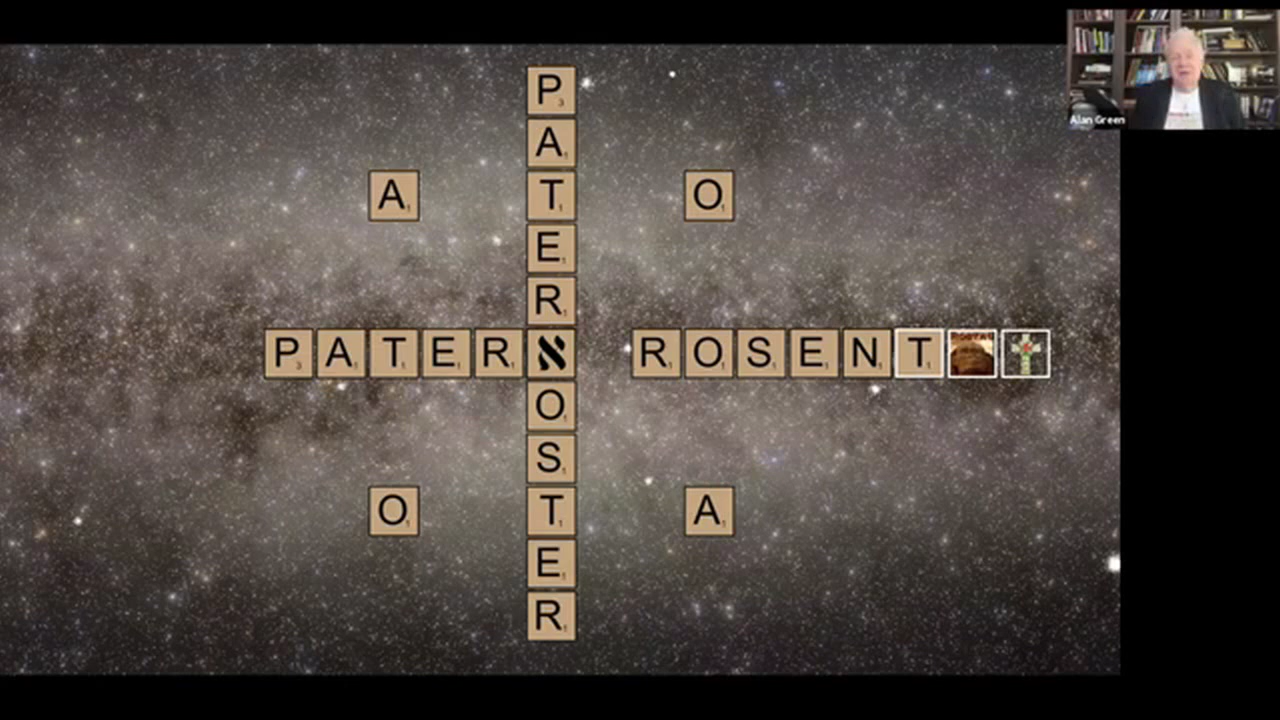 Alan Green
P
A
A T O
E
R
PATERא ROSENT
O
S
O T A
E
R